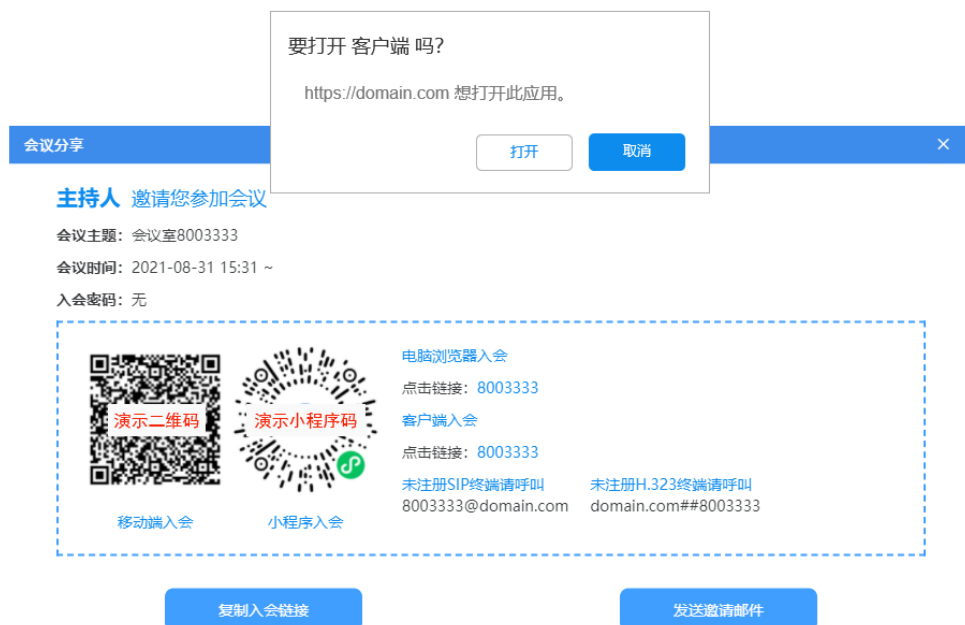 要打开 客户端 吗?
https://domain.com 想打开此应用。
打开 取消
会议分享
主持人 邀请您参加会议
会议主题：会议室8003333
会议时间：2021-08-31 15:31 ~
入会密码：无
演示二维码
移动端入会
演示小程序码
小程序入会
电脑浏览器入会
点击链接：8003333
客户端入会
点击链接：8003333
未注册SIP终端请呼叫
8003333@domain.com
未注册H.323终端请呼叫
domain.com##8003333
复制入会链接
发送邀请邮件